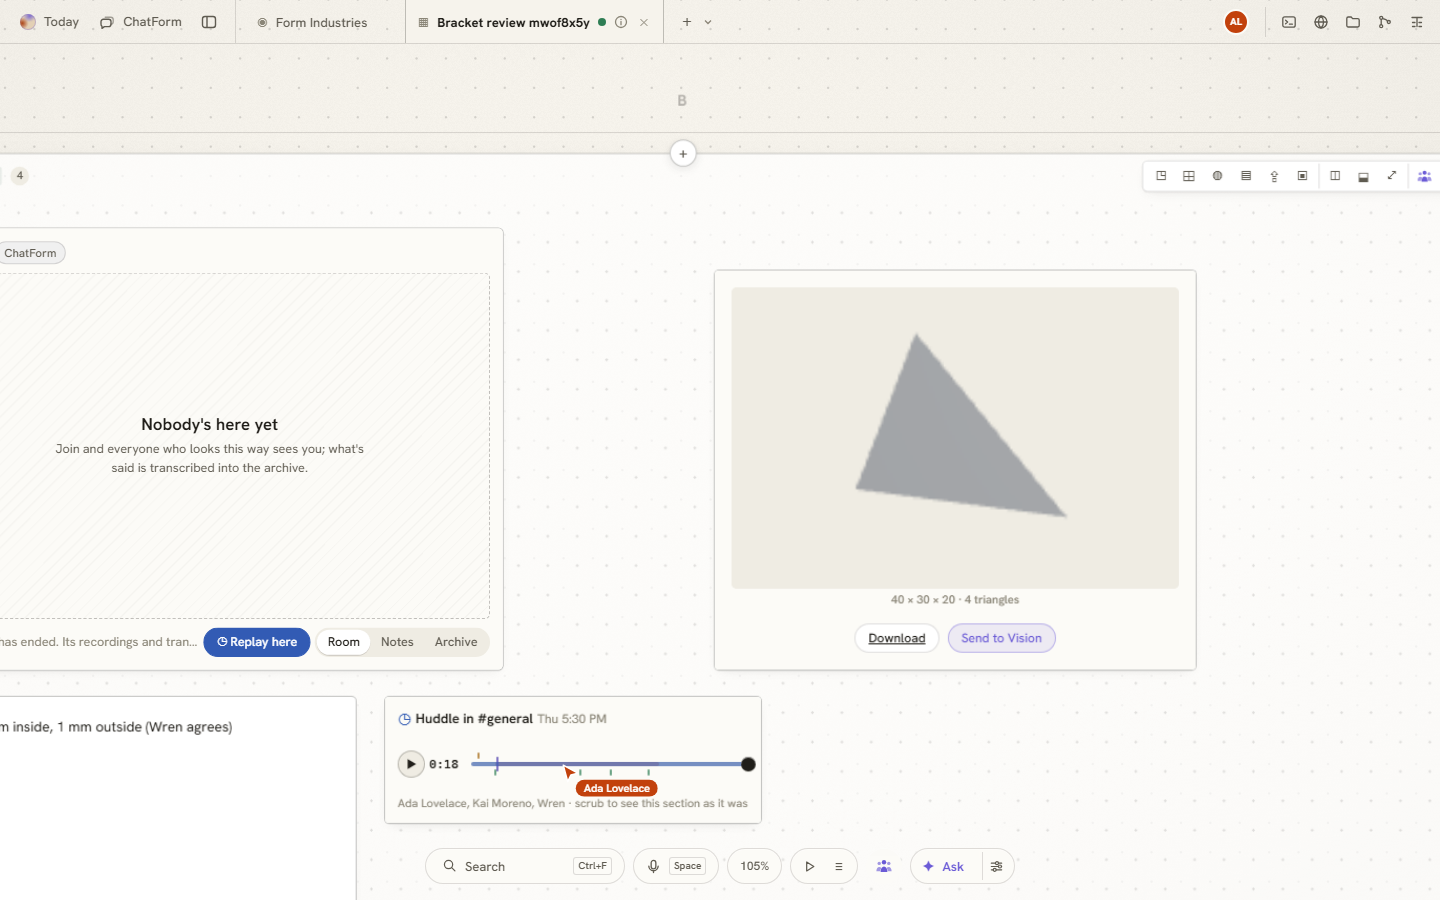 Today
ChatForm
Form Industries
Bracket review mwof8x5y
AL
B
4
ChatForm
Nobody's here yet
Join and everyone who looks this way sees you; what's
said is transcribed into the archive.
has ended. Its recordings and tran...
Replay here
Room
Notes
Archive
40 × 30 × 20 · 4 triangles
Download
Send to Vision
m inside, 1 mm outside (Wren agrees)
Huddle in #general Thu 5:30 PM
0:18
Ada Lovelace
Ada Lovelace, Kai Moreno, Wren · scrub to see this section as it was
Search
Ctrl+F
Space
105%
Ask